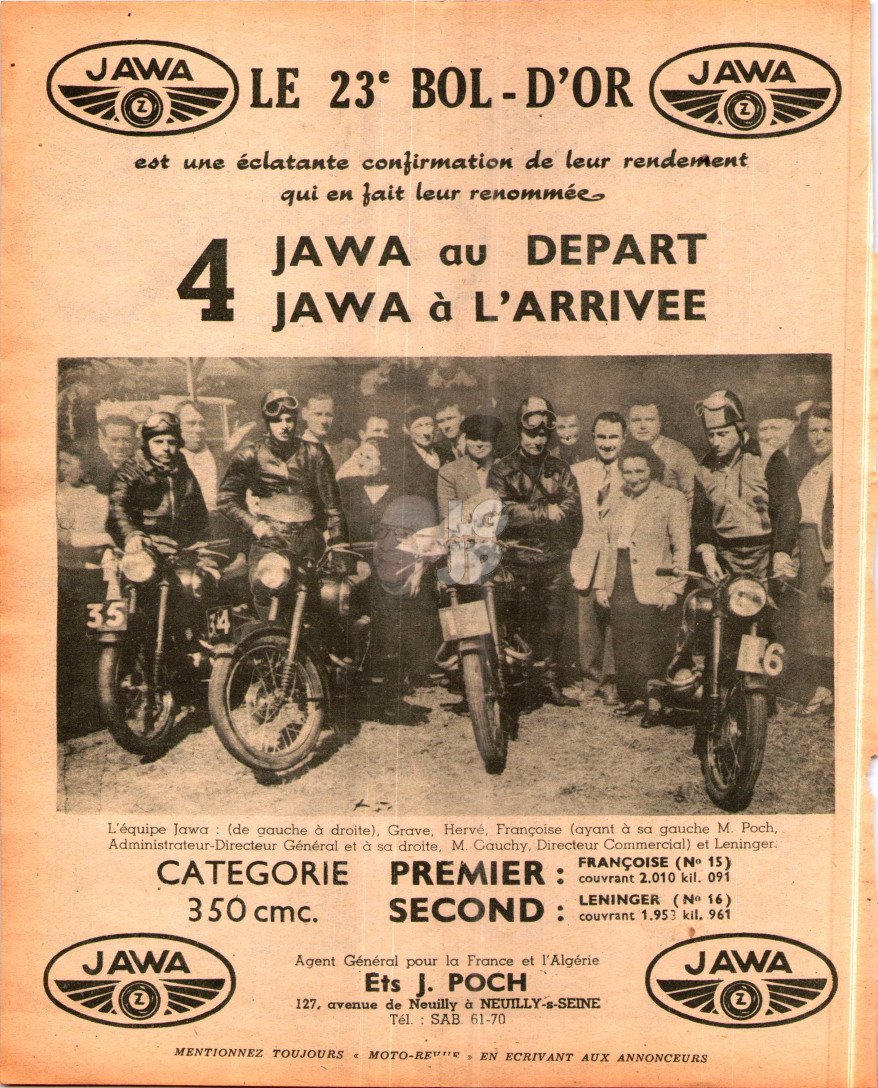 JAWA
Z
LE 23e BOL-D'OR
JAWA
Z
est une éclatante confirmation de leur rendement
qui en fait leur renommée
4 JAWA au DEPART
JAWA à L'ARRIVEE
35
34
16
L'équipe Jawa : (de gauche à droite), Grave, Hervé, Françoise (ayant à sa gauche M. Poch,
Administrateur-Directeur Général et à sa droite, M. Gauchy, Directeur Commercial) et Leninger.
CATEGORIE PREMIER : FRANÇOISE (No 15)
couvrant 2.010 kil. 091
350 cmc. SECOND : LENINGER (No 16)
couvrant 1.953 kil. 961
JAWA
Z
Agent Général pour la France et l'Algérie
Ets J. POCH
127, avenue de Neuilly à NEUILLY-s-SEINE
Tél. : SAB. 61-70
JAWA
Z
MENTIONNEZ TOUJOURS « MOTO-REVUE » EN ECRIVANT AUX ANNONCEURS